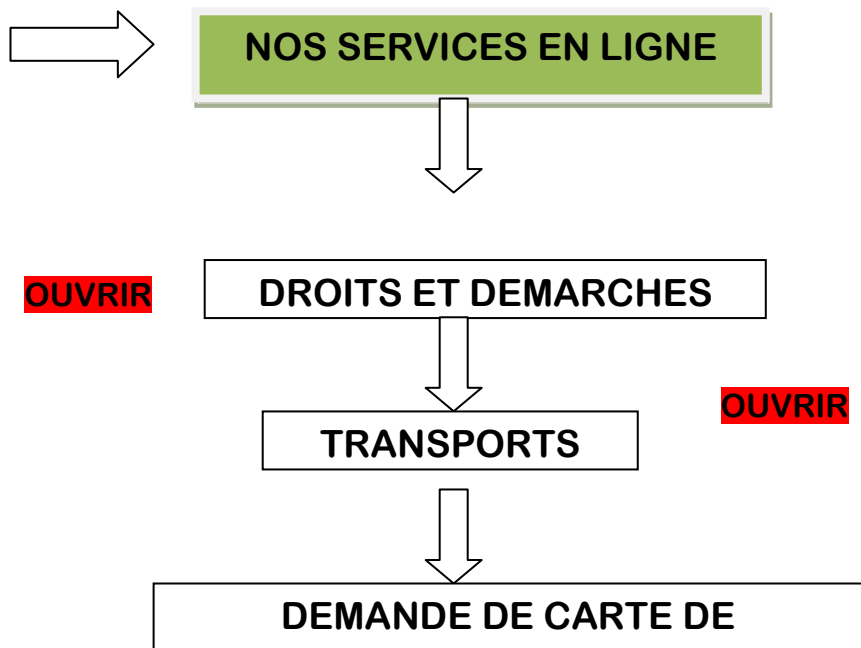 NOS SERVICES EN LIGNE
OUVRIR
DROITS ET DEMARCHES
OUVRIR
TRANSPORTS
DEMANDE DE CARTE DE